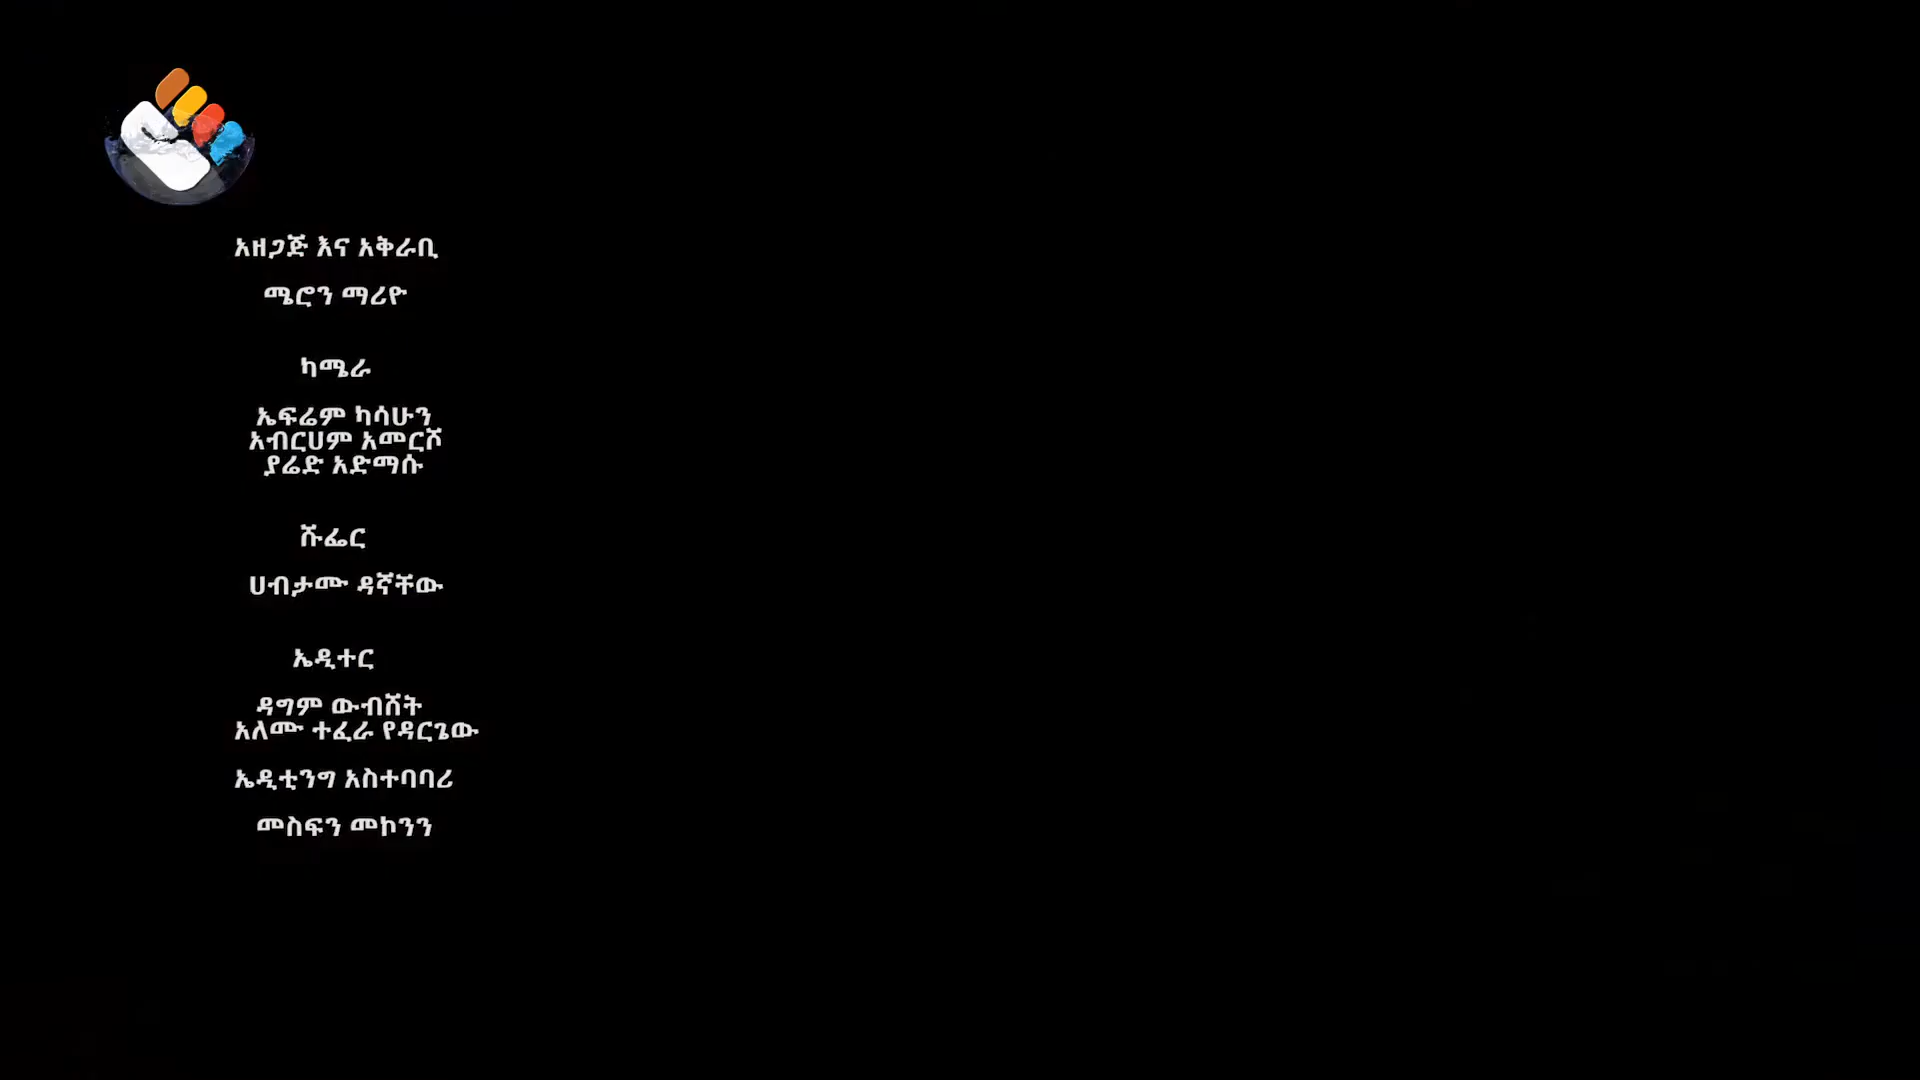 አዘጋጅ እና አቅራቢ
ሜሮን ማሪዮ
ካሜራ
ኤፍሬም ካሳሁን
አብርሀም አመርሾ
ያሬድ አድማሱ
ሹፌር
ሀብታሙ ዳኛቸው
ኤዲተር
ዳግም ውብሸት
አለሙ ተፈራ የዳርጌው
ኤዲቲንግ አስተባባሪ
መስፍን መኮንን